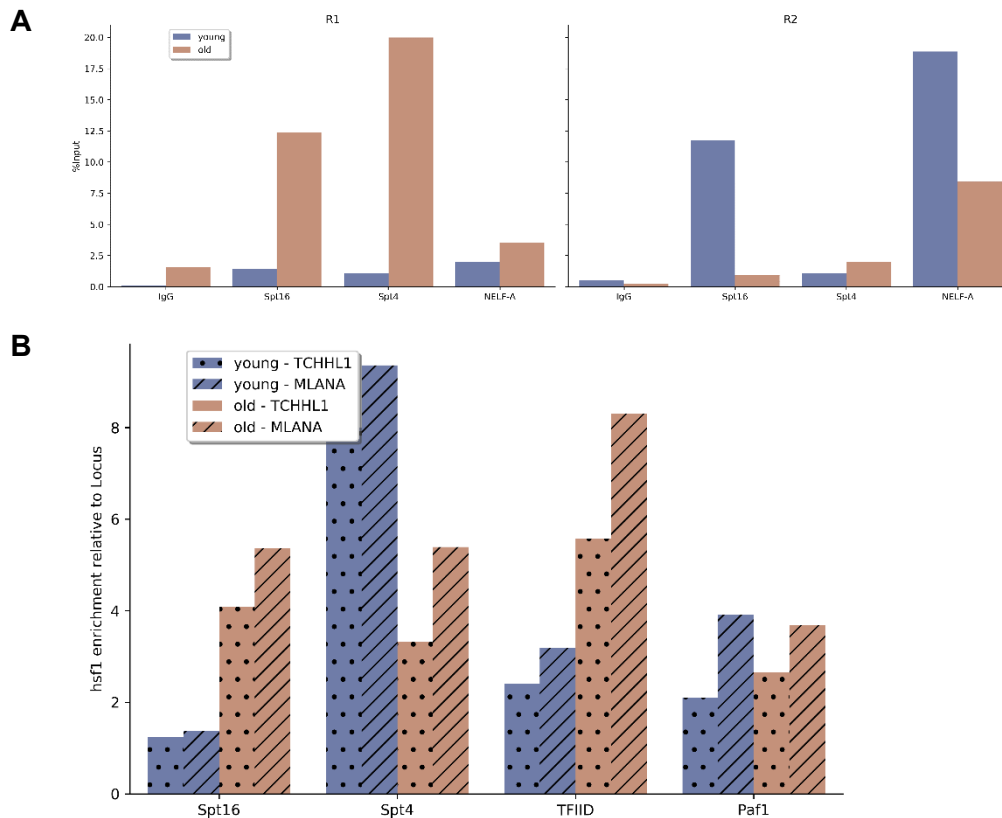 A
R1
R2
young
old
%Input
20.0
17.5
15.0
12.5
10.0
7.5
5.0
2.5
0.0
IgG
Spt16
Spt4
NELF-A
IgG
Spt16
Spt4
NELF-A
B
young - TCHHL1
young - MLANA
old - TCHHL1
old - MLANA
hsf1 enrichment relative to Locus
8
6
4
2
0
Spt16
Spt4
TFIID
Paf1